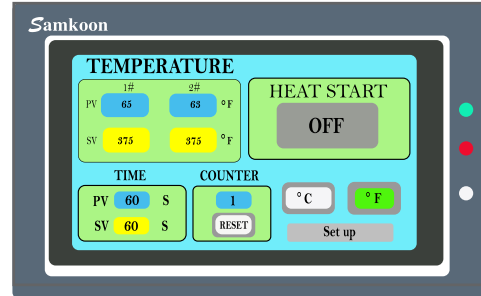 Samkoon
TEMPERATURE
1# 2#
PV 65 63 °F
SV 375 375 °F
HEAT START
OFF
TIME
PV 60 S
SV 60 S
COUNTER
1
RESET
°C °F
Set up